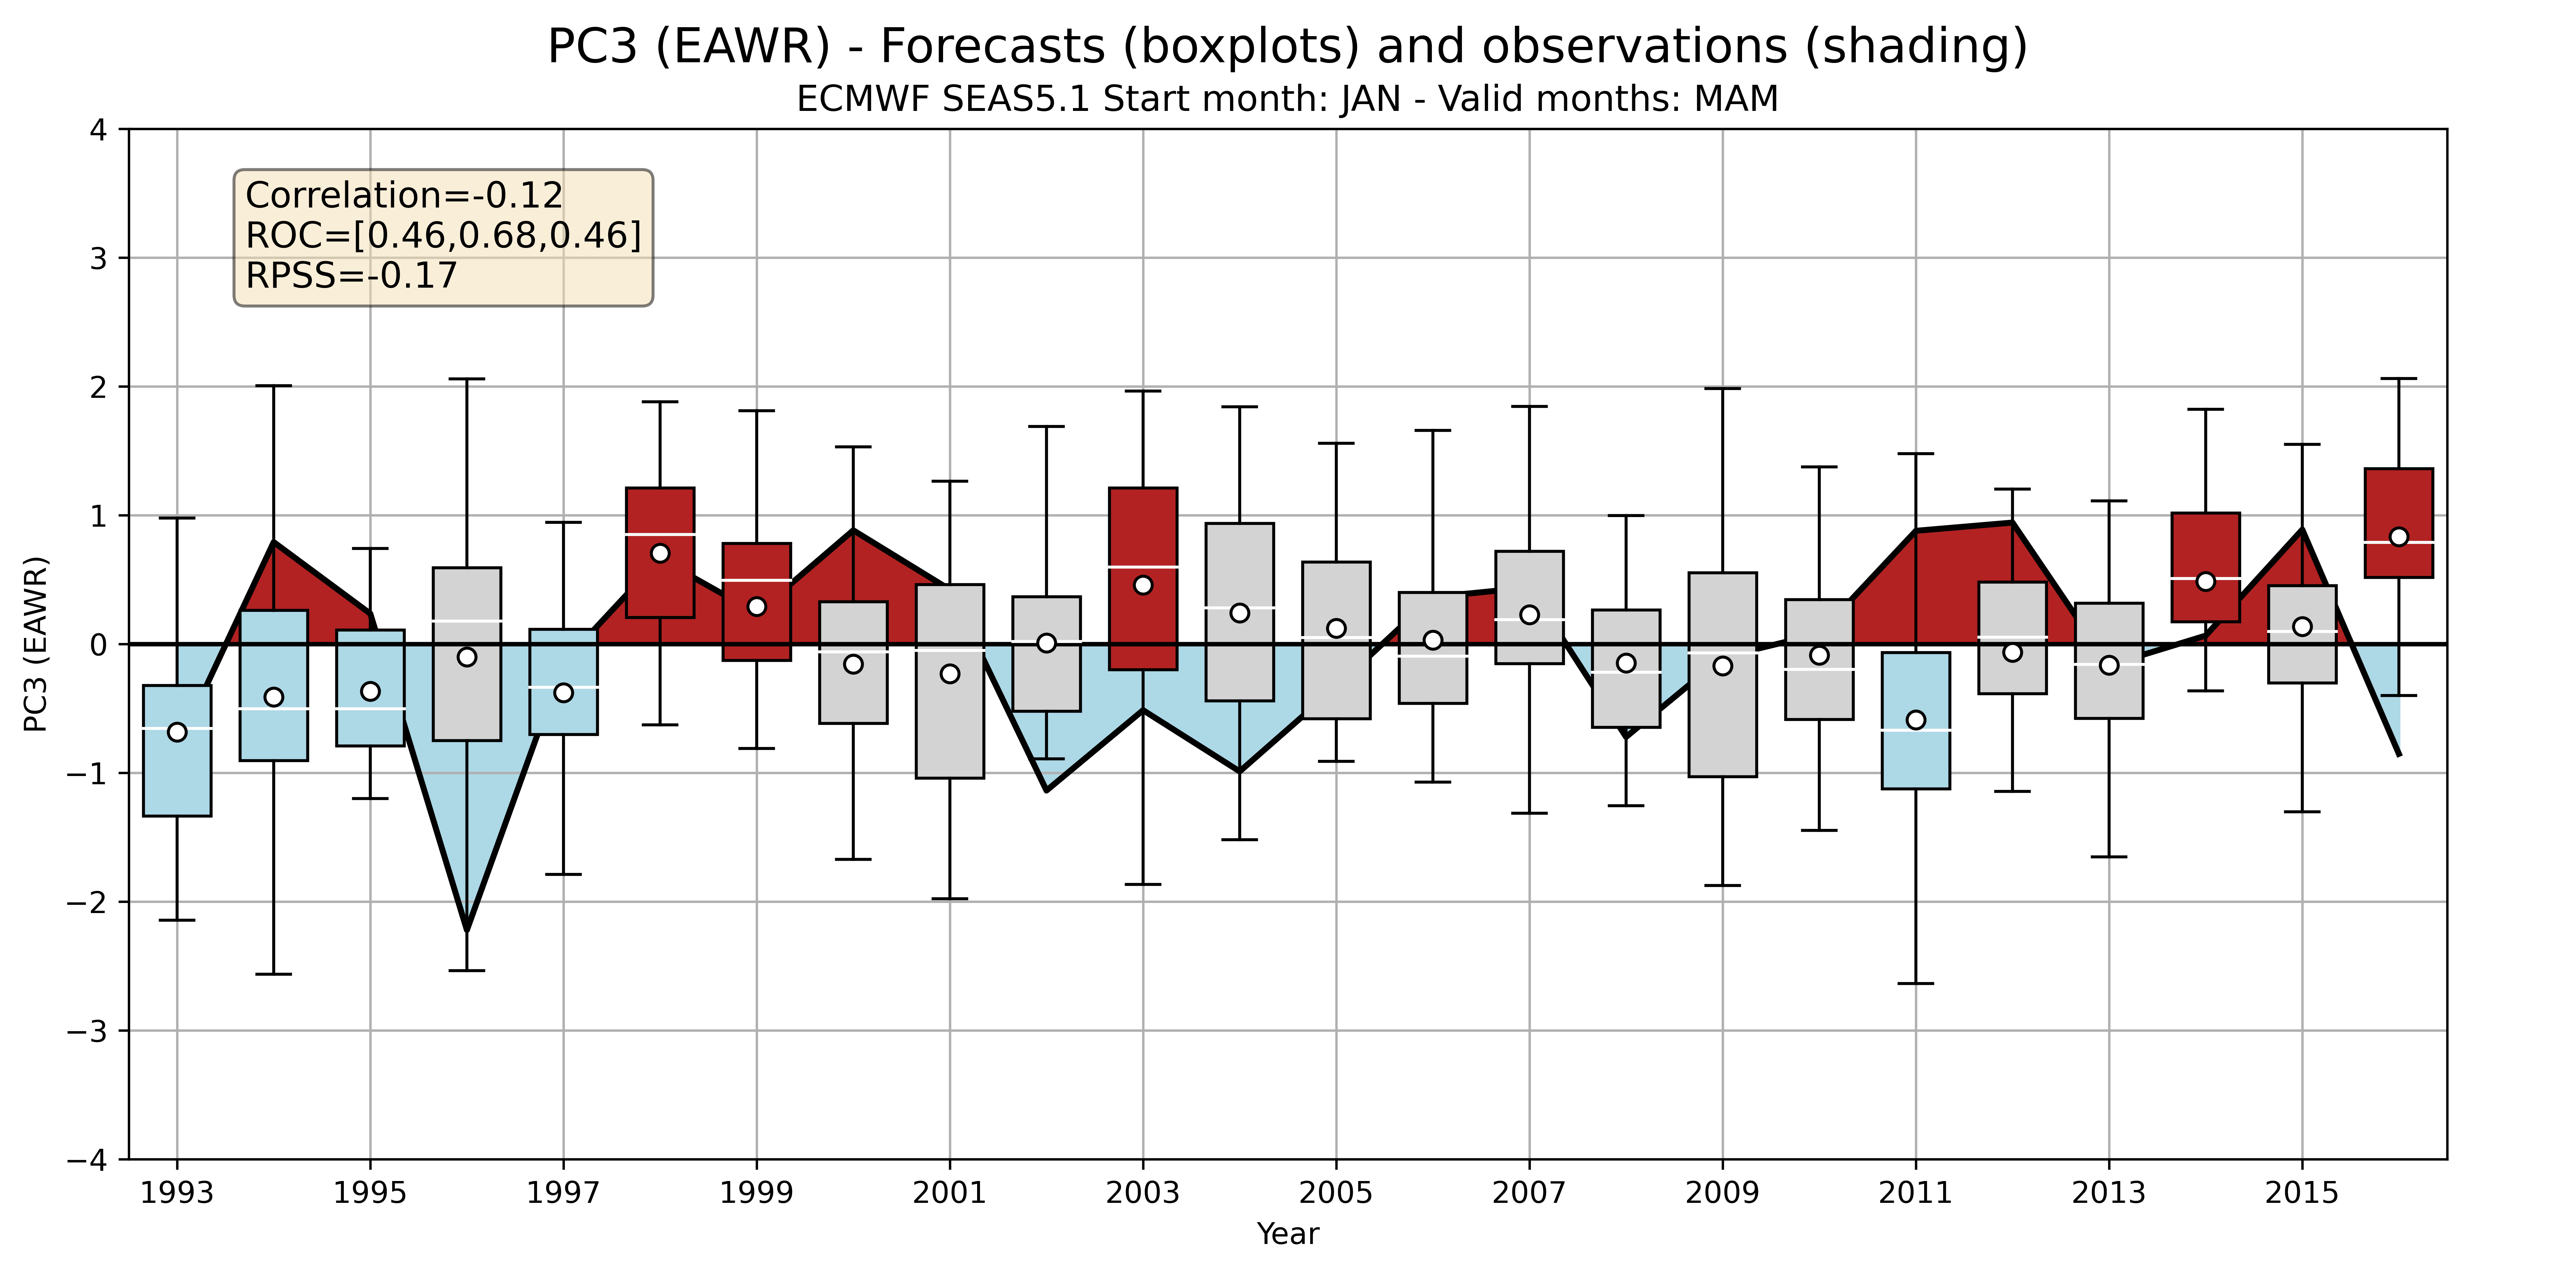 PC3 (EAWR) - Forecasts (boxplots) and observations (shading)
ECMWF SEAS5.1 Start month: JAN - Valid months: MAM
Correlation=-0.12
ROC=[0.46,0.68,0.46]
RPSS=-0.17
PC3 (EAWR)
4
3
2
1
0
−1
−2
−3
−4
1993 1995 1997 1999 2001 2003 2005 2007 2009 2011 2013 2015
Year